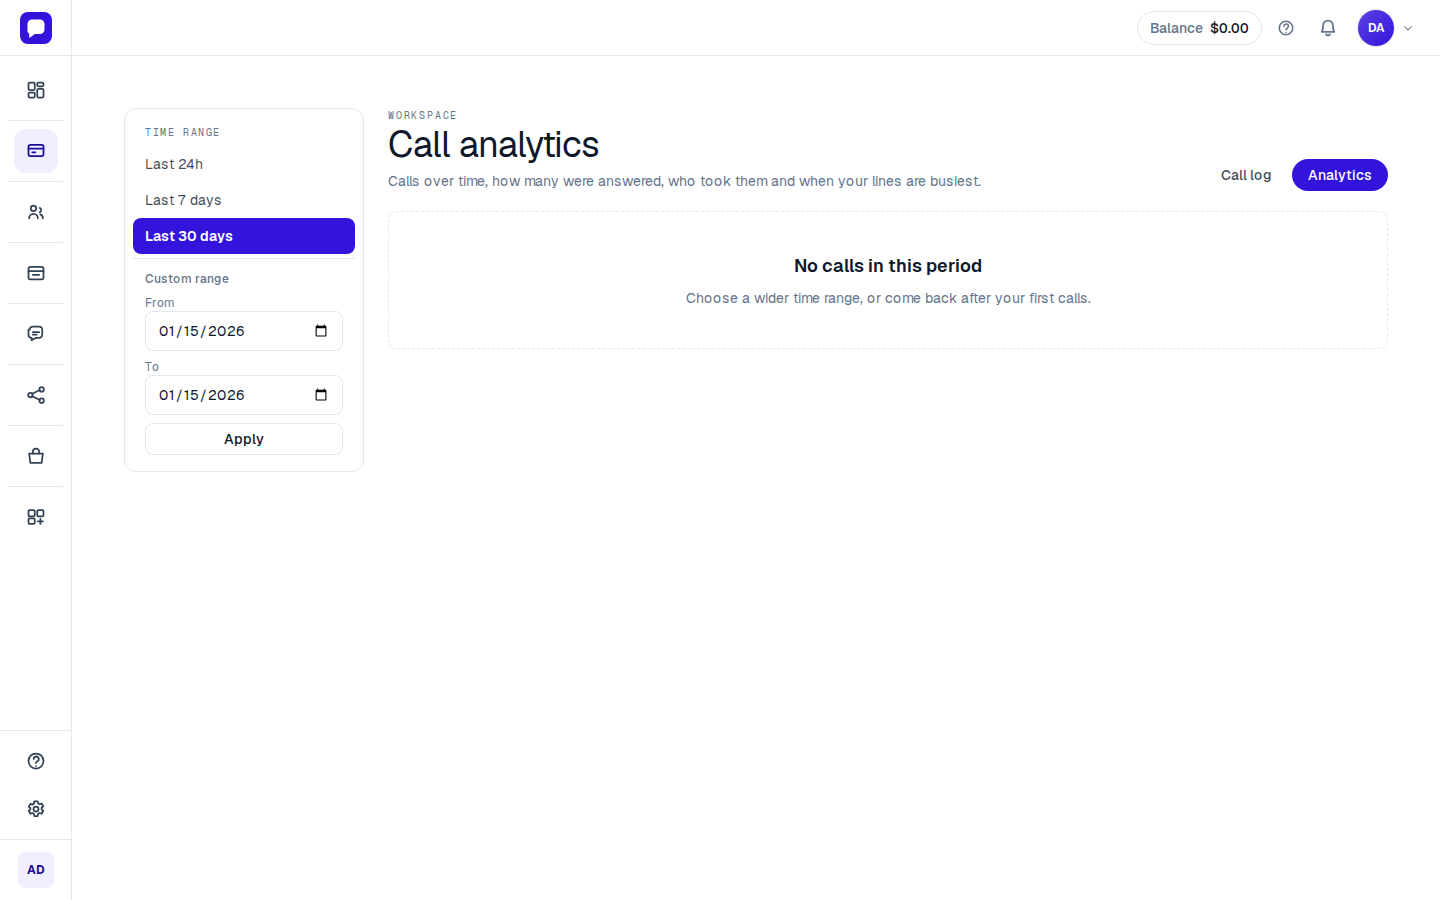 Balance $0.00
DA
TIME RANGE
Last 24h
Last 7 days
Last 30 days
Custom range
From
01/15/2026
To
01/15/2026
Apply
WORKSPACE
Call analytics
Calls over time, how many were answered, who took them and when your lines are busiest.
Call log
Analytics
No calls in this period
Choose a wider time range, or come back after your first calls.
AD